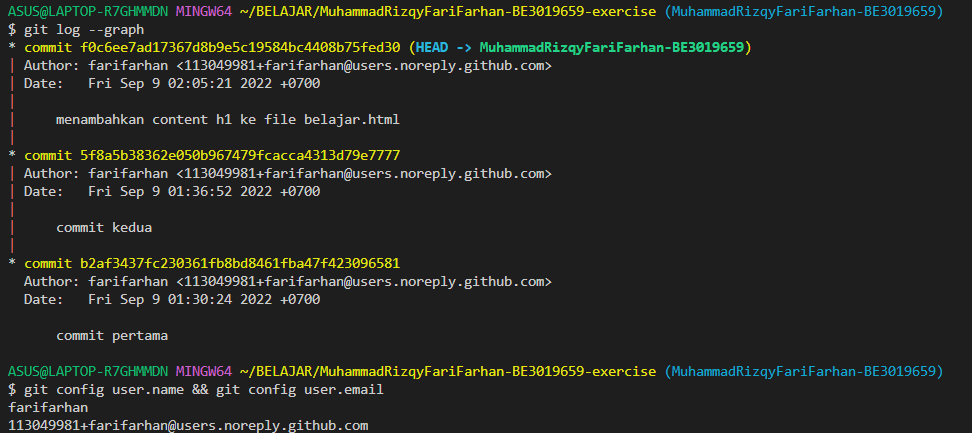 ASUS@LAPTOP-R7GHMMDN MINGW64 ~/BELAJAR/MuhammadRizqyFariFarhan-BE3019659-exercise (MuhammadRizqyFariFarhan-BE3019659)
$ git log --graph
* commit f0c6ee7ad17367d8b9e5c19584bc4408b75fed30 (HEAD -> MuhammadRizqyFariFarhan-BE3019659)
| Author: farifarhan <113049981+farifarhan@users.noreply.github.com>
| Date:   Fri Sep 9 02:05:21 2022 +0700
|
|     menambahkan content h1 ke file belajar.html
|
* commit 5f8a5b38362e050b967479fcacca4313d79e7777
| Author: farifarhan <113049981+farifarhan@users.noreply.github.com>
| Date:   Fri Sep 9 01:36:52 2022 +0700
|
|     commit kedua
|
* commit b2af3437fc230361fb8bd8461fba47f423096581
  Author: farifarhan <113049981+farifarhan@users.noreply.github.com>
  Date:   Fri Sep 9 01:30:24 2022 +0700

      commit pertama

ASUS@LAPTOP-R7GHMMDN MINGW64 ~/BELAJAR/MuhammadRizqyFariFarhan-BE3019659-exercise (MuhammadRizqyFariFarhan-BE3019659)
$ git config user.name && git config user.email
farifarhan
113049981+farifarhan@users.noreply.github.com